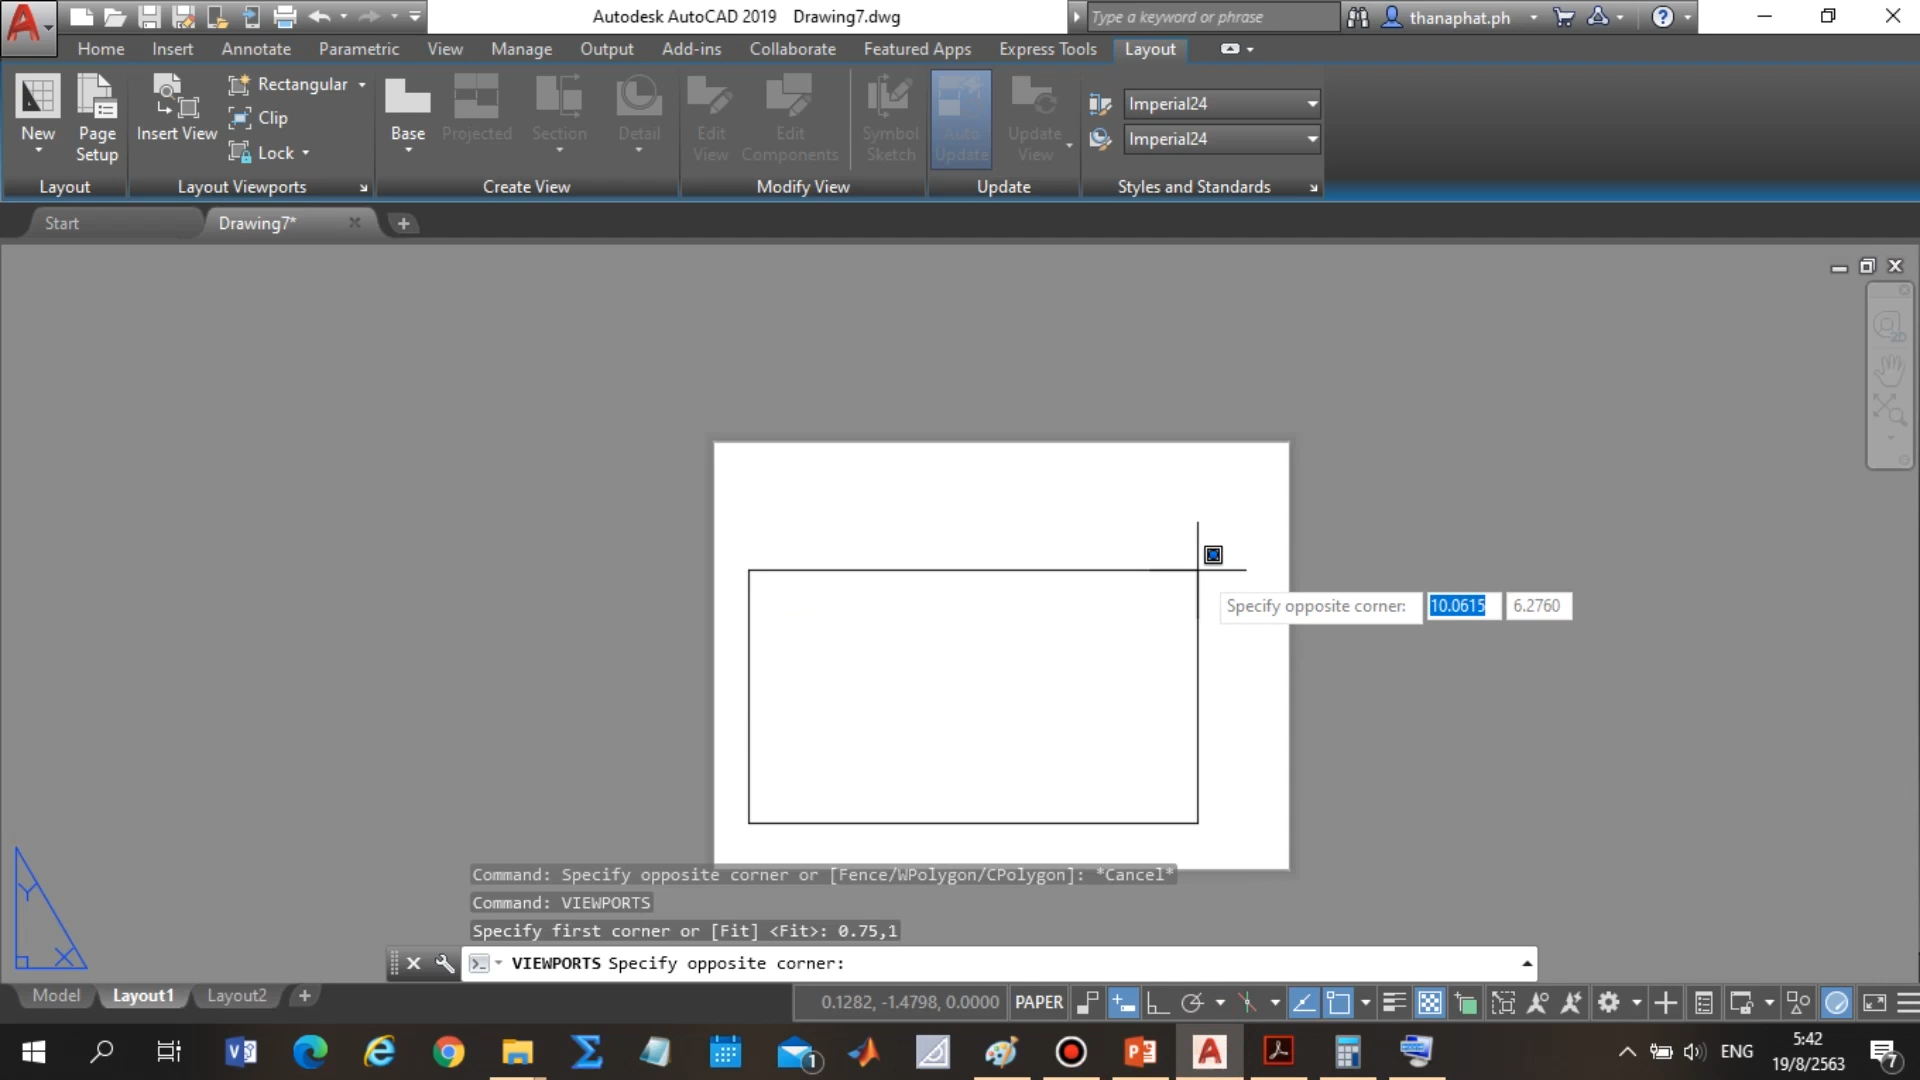 Autodesk AutoCAD 2019 Drawing7.dwg
Type a keyword or phrase
thanaphat.ph
Home Insert Annotate Parametric View Manage Output Add-ins Collaborate Featured Apps Express Tools Layout
New
Page
Setup
Insert View
Rectangular
Clip
Lock
Base
Projected
Section
Detail
Edit
View
Edit
Components
Symbol
Sketch
Auto
Update
Update
View
Imperial24
Imperial24
Layout
Layout Viewports
Create View
Modify View
Update
Styles and Standards
Start
Drawing7*
2D
Specify opposite corner: 10.0615 6.2760
Y
X
Command: Specify opposite corner or [Fence/WPolygon/CPolygon]: *Cancel*
Command: VIEWPORTS
Specify first corner or [Fit] <Fit>: 0.75,1
VIEWPORTS Specify opposite corner:
Model Layout1 Layout2
0.1282, -1.4798, 0.0000 PAPER
1
ENG
5:42
19/8/2563
7